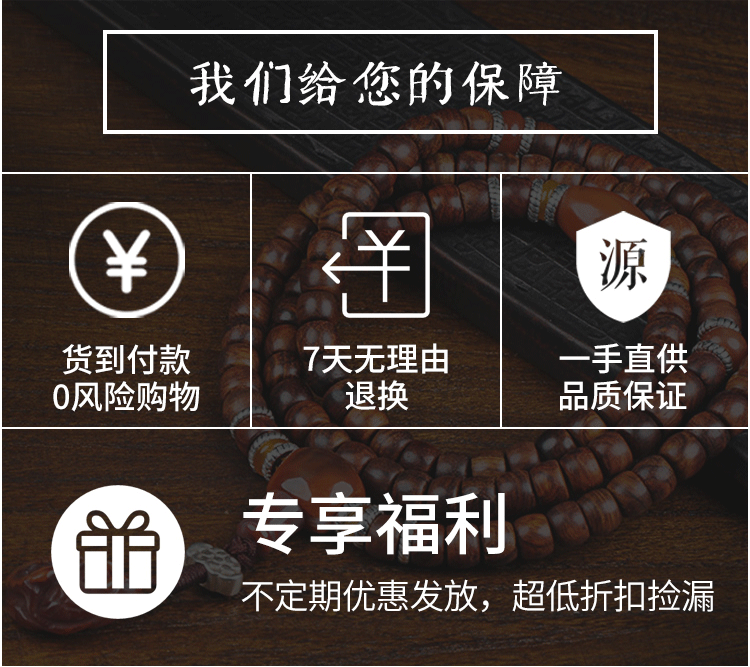 我们给您的保障
¥
源
货到付款
0风险购物
7天无理由
退换
一手直供
品质保证
专享福利
不定期优惠发放，超低折扣捡漏